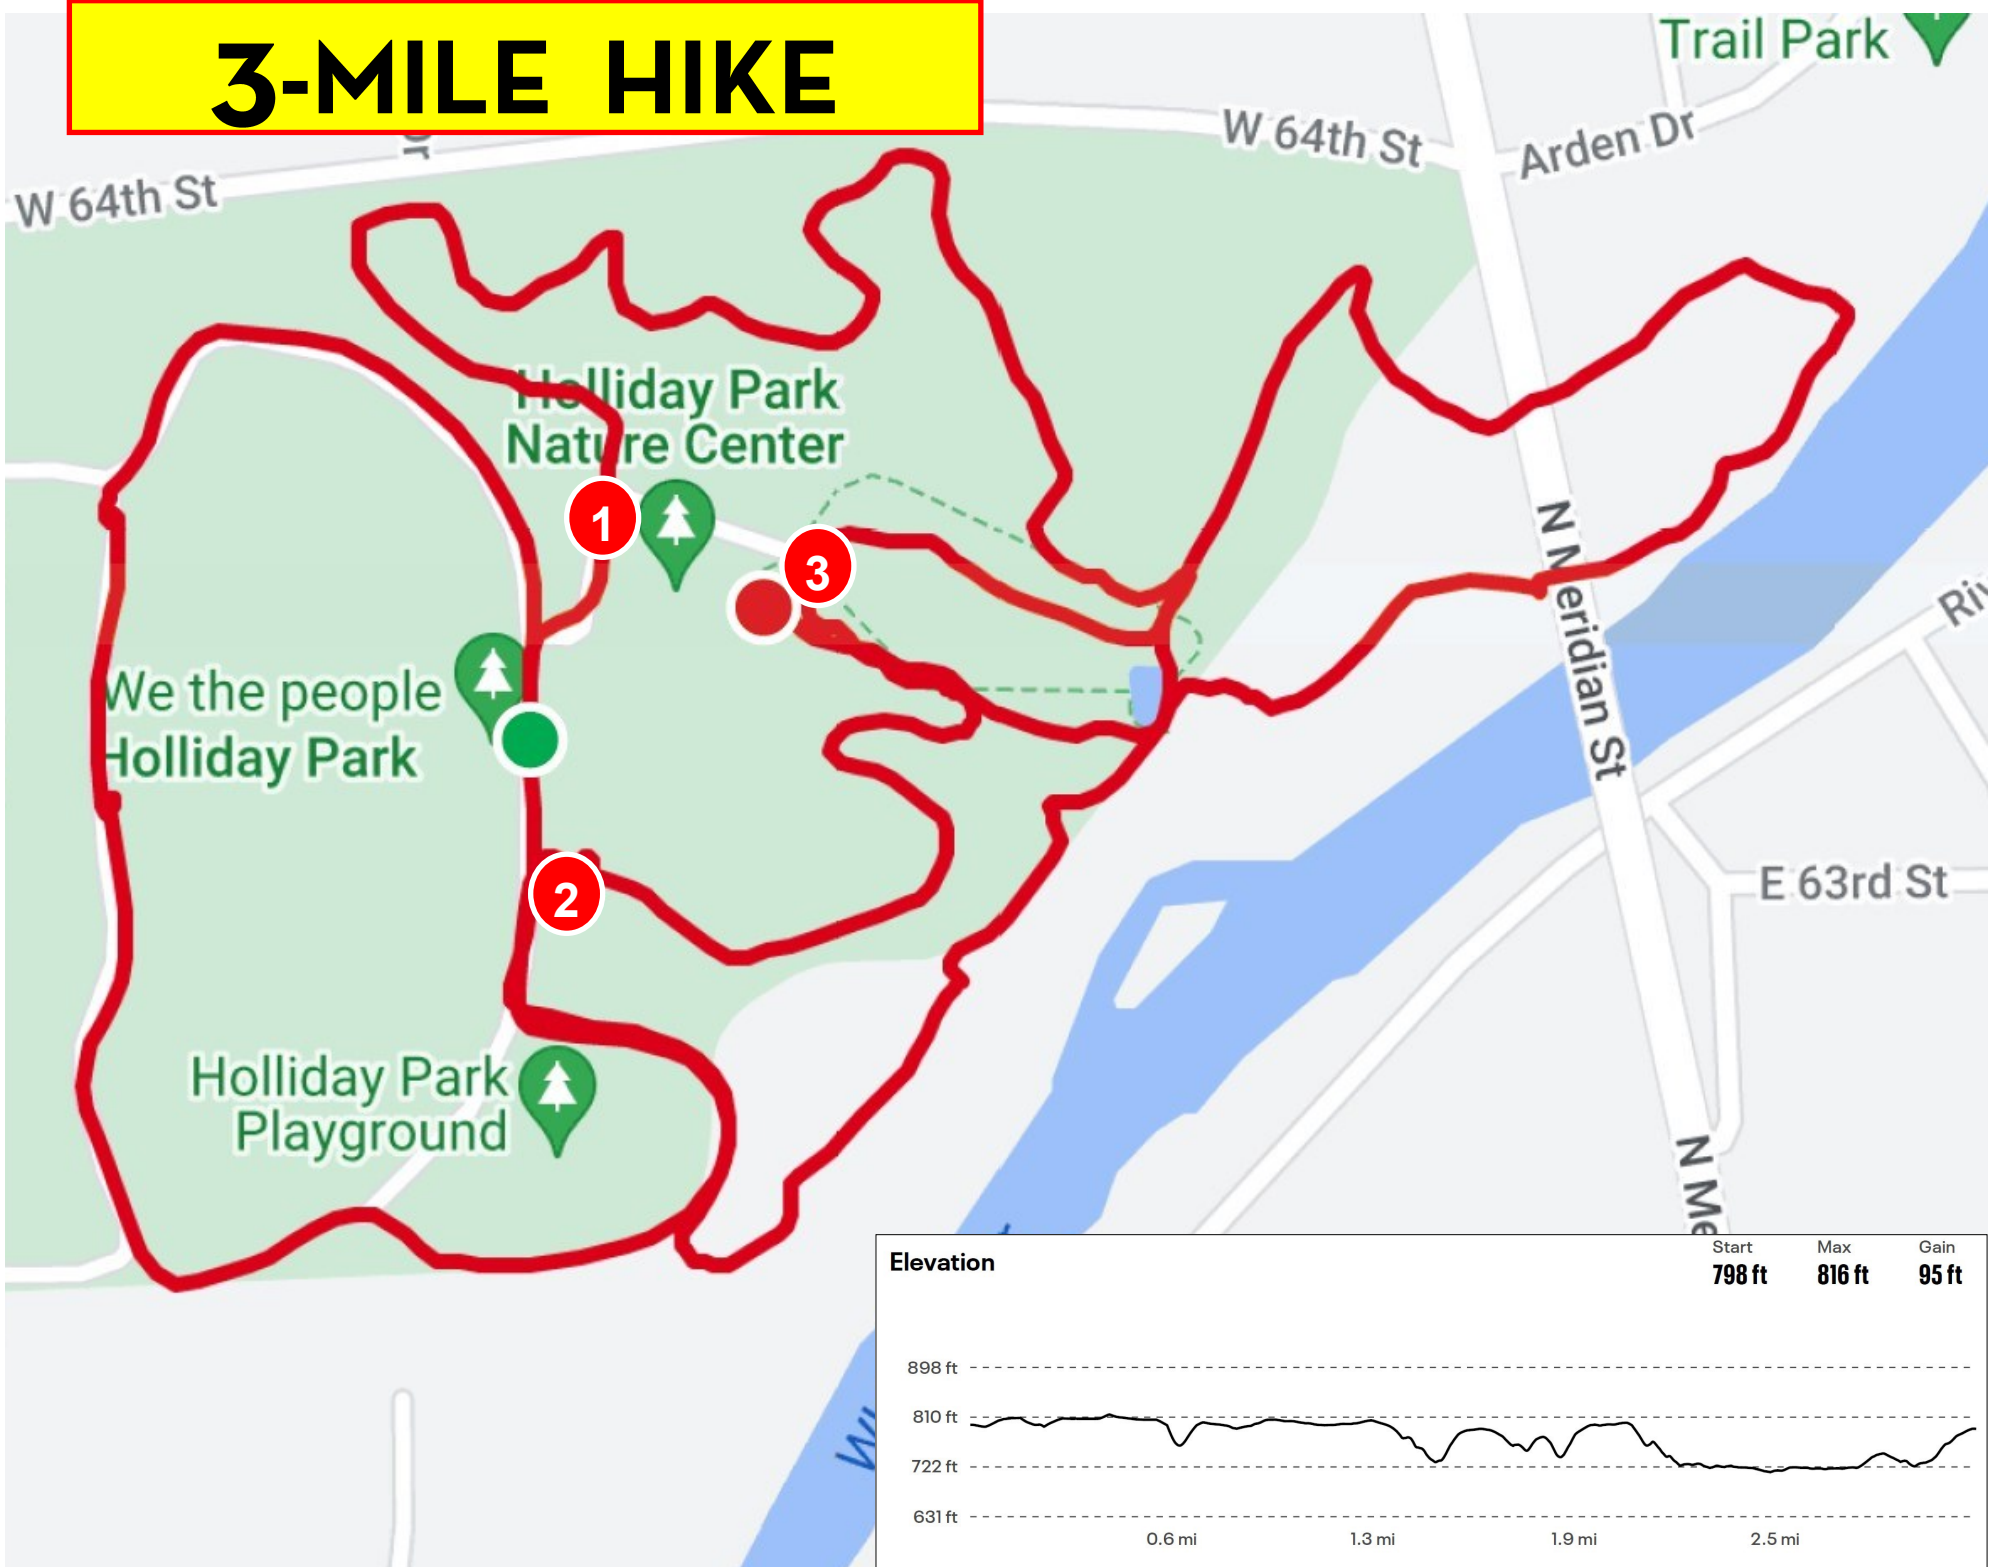 3-MILE HIKE
Trail Park
W 64th St
Arden Dr
W 64th St
Dr
Holliday Park
Nature Center
1
3
N Meridian St
We the people
Holliday Park
2
E 63rd St
Holliday Park
Playground
Elevation
Start
Max
Gain
798 ft
816 ft
95 ft
898 ft
810 ft
722 ft
631 ft
0.6 mi
1.3 mi
1.9 mi
2.5 mi